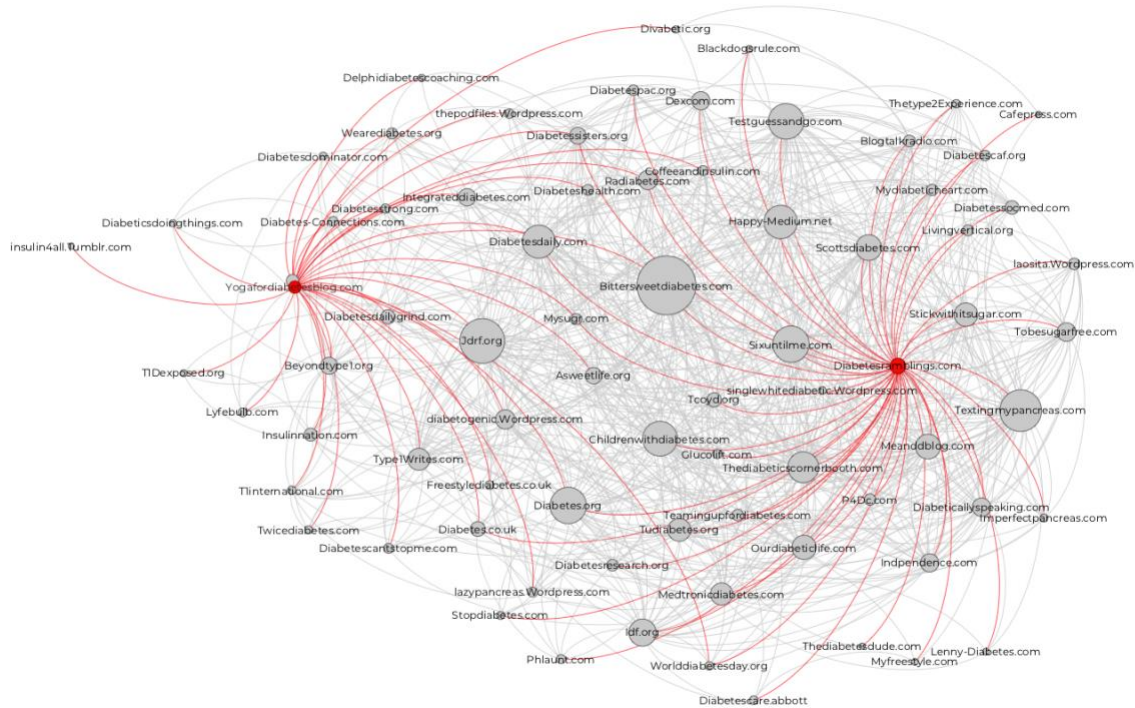 Divabetic.org
Blackdogsrule.com
Delphidiabetescoaching.com
Diabetespac.org
Dexcom.com
Thetype2Experience.com
thepodfiles.Wordpress.com
Cafepress.com
Testguessandgo.com
Wearediabetes.org
Diabetessisters.org
Blogtalkradio.com
Diabetesdominator.com
Diabetescaf.org
Coffeeandinsulin.com
Radiabetes.com
Diabeteshealth.com
Mydiabeticheart.com
Integrateddiabetes.com
Diabetesstrong.com
Diabetessocmed.com
Diabeticsdoingthings.com
Diabetes-Connections.com
Happy-Medium.net
Livingvertical.org
Diabetesdaily.com
insulin4all.Tumblr.com
Scottsdiabetes.com
laosita.Wordpress.com
Yogafordiabetesblog.com
Bittersweetdiabetes.com
Stickwithitsugar.com
Diabetesdailygrind.com
Mysugr.com
Tobesugarfree.com
Jdrf.org
Sixuntilme.com
Beyondtype1.org
Diabetesramblings.com
T1Dexposed.org
Asweetlife.org
singlewhitediabetic.Wordpress.com
Tcoyd.org
Lyfebulb.com
diabetogenic.Wordpress.com
Textingmypancreas.com
Insulinnation.com
Childrenwithdiabetes.com
Meanddblog.com
Glucolift.com
Type1Writes.com
Thediabeticscornerbooth.com
Freestylediabetes.co.uk
T1international.com
P4Dc.com
Diabetes.org
Diabeticallyspeaking.com
Teamingupfordiabetes.com
Imperfectpancreas.com
Twicediabetes.com
Diabetes.co.uk
Tudiabetes.org
Diabetescantstopme.com
Ourdiabeticlife.com
Diabetesresearch.org
Indpendence.com
lazypancreas.Wordpress.com
Medtronicdiabetes.com
Stopdiabetes.com
Idf.org
Thediabetesdude.com
Lenny-Diabetes.com
Phlaunt.com
Worlddiabetesday.org
Myfreestyle.com
Diabetescare.abbott